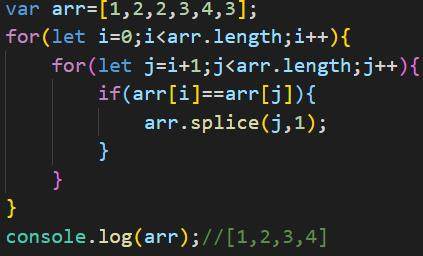 var arr=[1,2,2,3,4,3];
for(let i=0;i<arr.length;i++){
    for(let j=i+1;j<arr.length;j++){
        if(arr[i]==arr[j]){
            arr.splice(j,1);
        }
    }
}
console.log(arr);//[1,2,3,4]